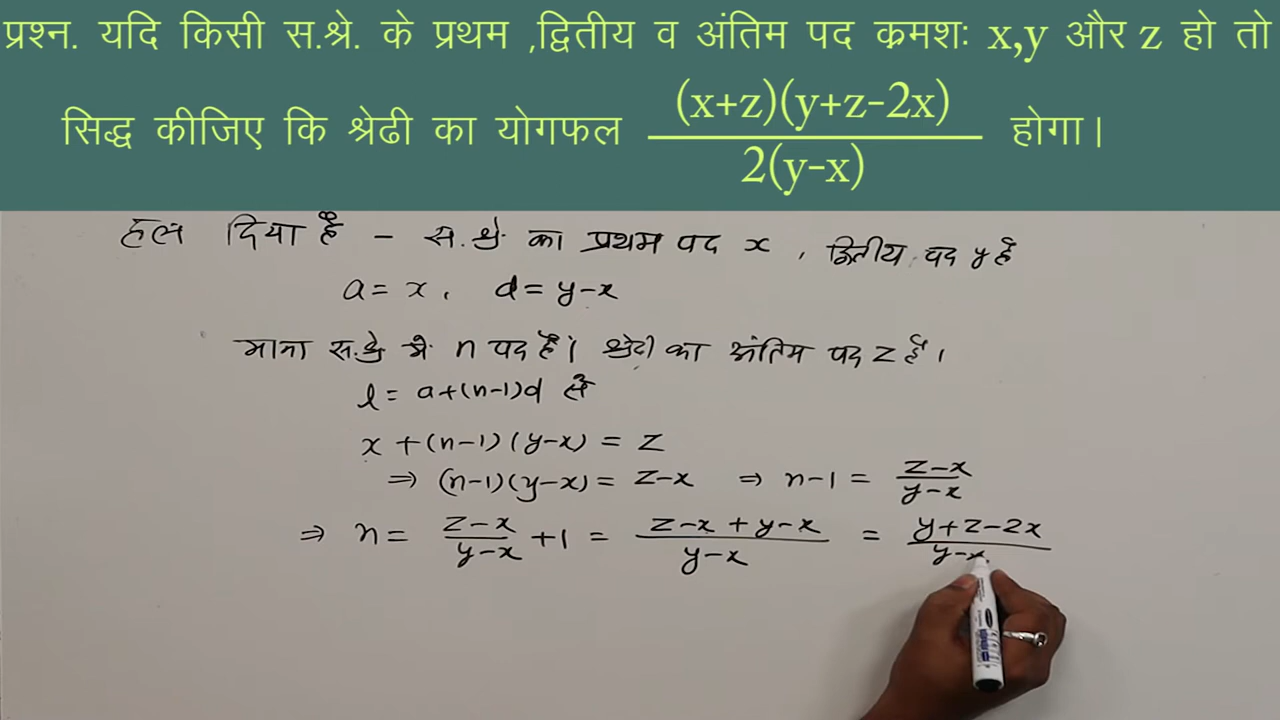 प्रश्न. यदि किसी स.श्रे. के प्रथम ,द्वितीय व अंतिम पद क्रमशः x,y और z हो तो
सिद्ध कीजिए कि श्रेढी का योगफल (x+z)(y+z-2x) / 2(y-x) होगा।
हल दिया है - स.श्रे. का प्रथम पद x , द्वितीय पद y है
a = x , d = y-x
माना स.श्रे. में n पद है। श्रेढी का अंतिम पद z है।
l = a+(n-1)d से
x +(n-1)(y-x) = z
⇒ (n-1)(y-x) = z-x ⇒ n-1 = z-x / y-x
⇒ n = z-x / y-x +1 = z-x+y-x / y-x = y+z-2x / y-x